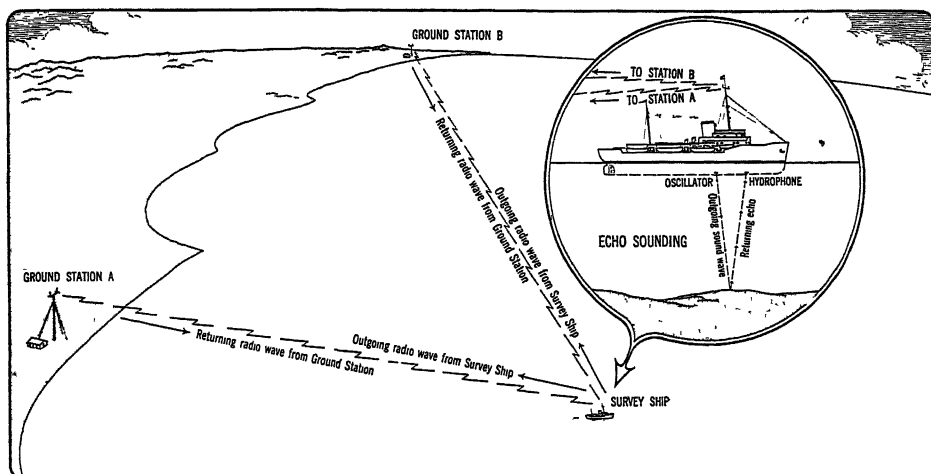 GROUND STATION B
TO STATION B
TO STATION A
OSCILLATOR
HYDROPHONE
Outgoing sound wave
Returning echo
ECHO SOUNDING
Returning radio wave from Ground Station
Outgoing radio wave from Survey Ship
GROUND STATION A
Returning radio wave from Ground Station
Outgoing radio wave from Survey Ship
SURVEY SHIP